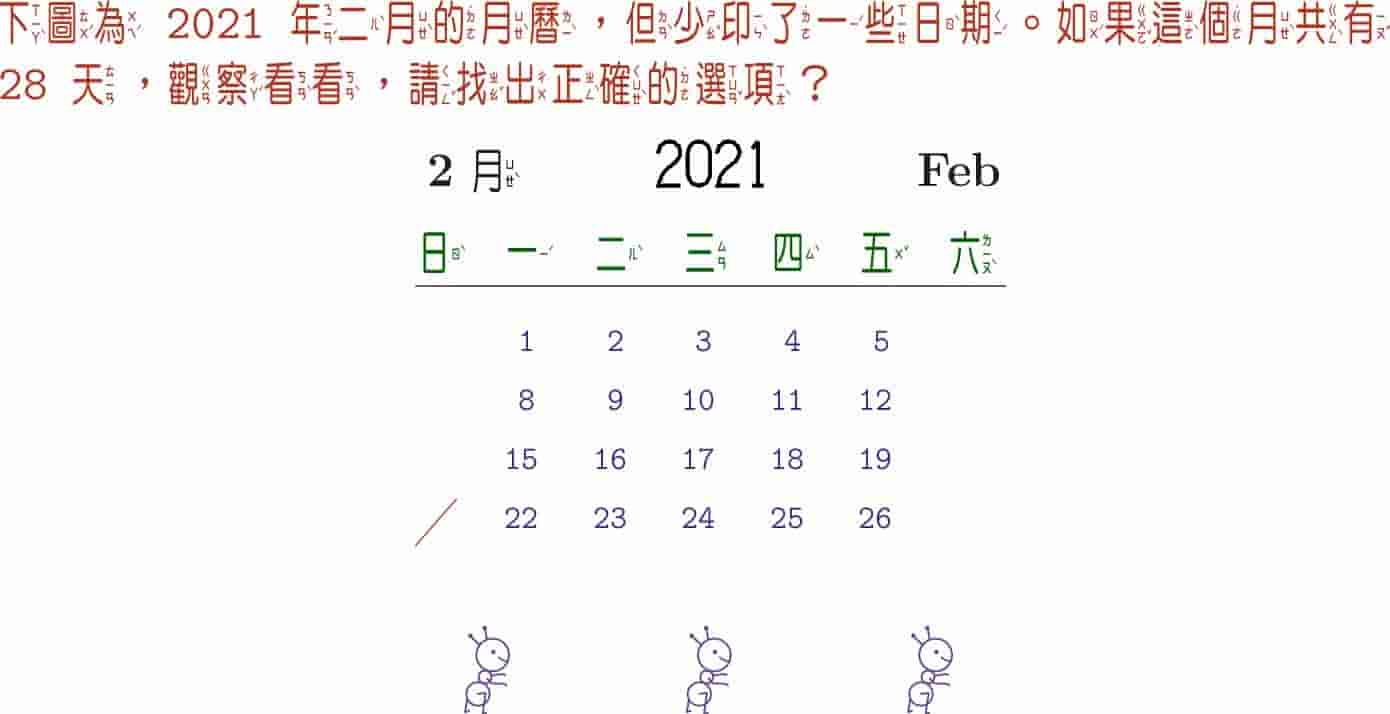 下圖為 2021 年二月的月曆，但少印了一些日期。如果這個月共有
28 天，觀察看看，請找出正確的選項？
2 月 2021 Feb
日 一 二 三 四 五 六
1 2 3 4 5
8 9 10 11 12
15 16 17 18 19
22 23 24 25 26